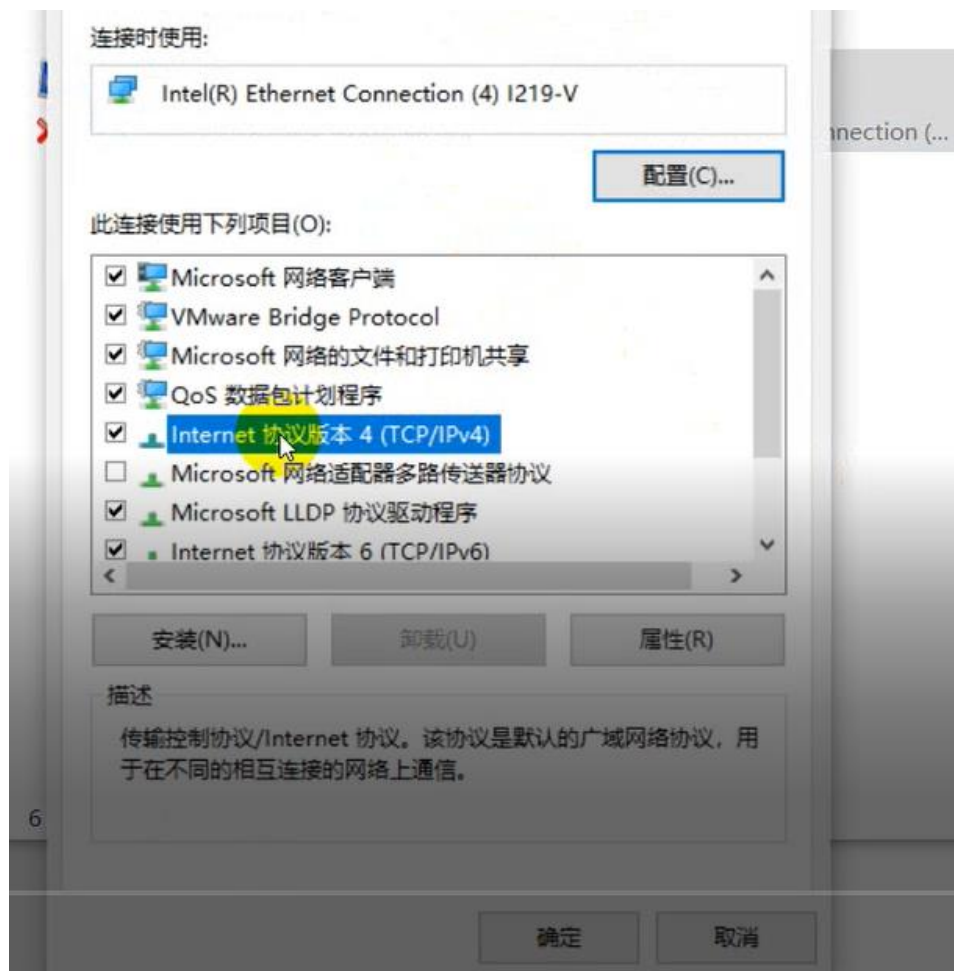 连接时使用:
Intel(R) Ethernet Connection (4) I219-V
nnection (...
配置(C)...
此连接使用下列项目(O):
Microsoft 网络客户端
VMware Bridge Protocol
Microsoft 网络的文件和打印机共享
QoS 数据包计划程序
Internet 协议版本 4 (TCP/IPv4)
Microsoft 网络适配器多路传送器协议
Microsoft LLDP 协议驱动程序
Internet 协议版本 6 (TCP/IPv6)
安装(N)...
卸载(U)
属性(R)
描述
传输控制协议/Internet 协议。该协议是默认的广域网络协议，用
于在不同的相互连接的网络上通信。
6
确定
取消